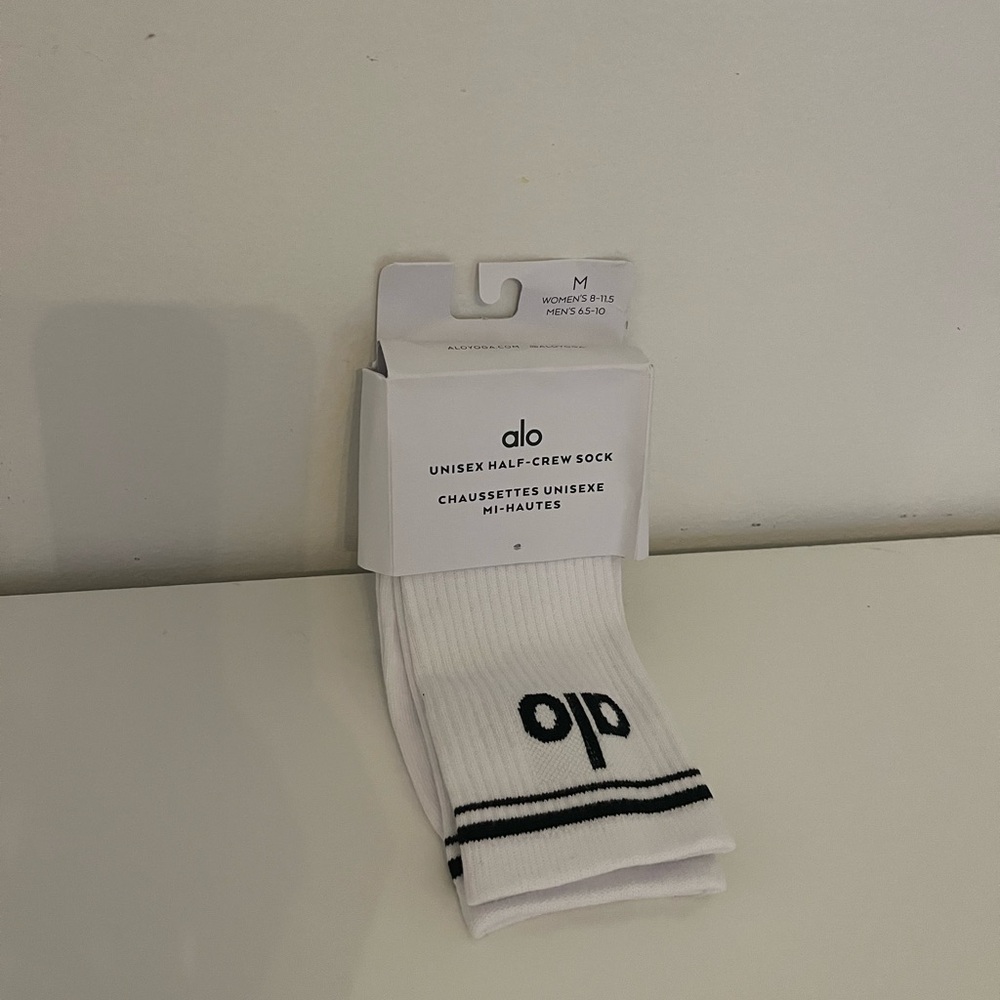 M
WOMEN'S 8-11.5
MEN'S 6.5-10
ALOYOGA.COM @ALOYOGA
alo
UNISEX HALF-CREW SOCK
CHAUSSETTES UNISEXE
MI-HAUTES
alo